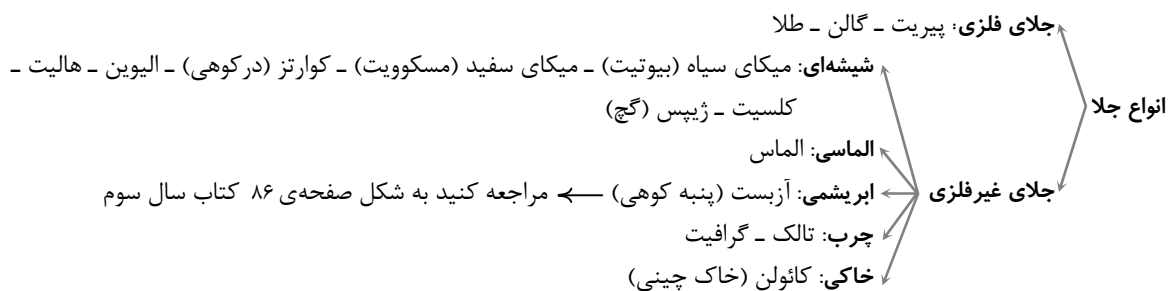 جلای فلزی: پیریت ـ گالن ـ طلا
شیشه‌ای: میکای سیاه (بیوتیت) ـ میکای سفید (مسکوویت) ـ کوارتز (درکوهی) ـ الیوین ـ هالیت ـ
کلسیت ـ ژیپس (گچ)
انواع جلا
الماسی: الماس
جلای غیرفلزی
ابریشمی: آزبست (پنبه کوهی) ← مراجعه کنید به شکل صفحه‌ی ۸۶ کتاب سال سوم
چرب: تالک ـ گرافیت
خاکی: کائولن (خاک چینی)